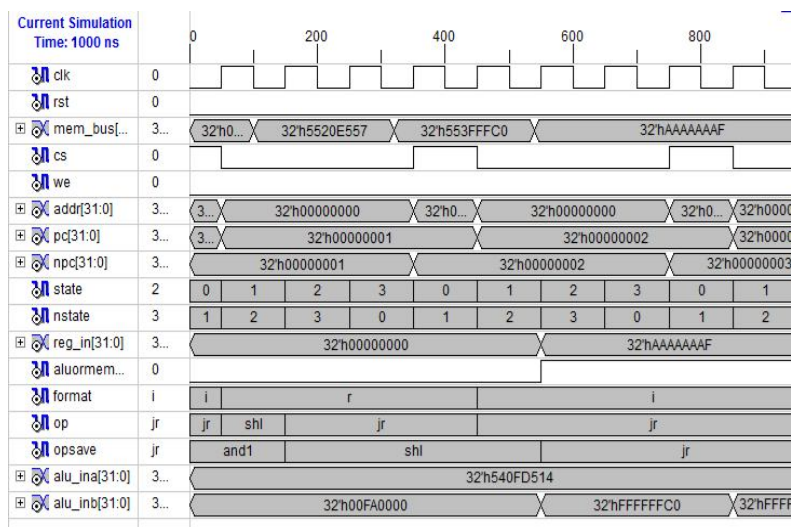 Current Simulation
Time: 1000 ns
0 200 400 600 800
clk 0
rst 0
mem_bus[... 3... 32'h0... 32'h5520E557 32'h553FFFC0 32'hAAAAAAAF
cs 0
we 0
addr[31:0] 3... 3... 32'h00000000 32'h0... 32'h00000000 32'h0... 32'h0000
pc[31:0] 3... 3... 32'h00000001 32'h00000002 32'h0000
npc[31:0] 3... 32'h00000001 32'h00000002 32'h00000003
state 2 0 1 2 3 0 1 2 3 0 1
nstate 3 1 2 3 0 1 2 3 0 1 2
reg_in[31:0] 3... 32'h00000000 32'hAAAAAAAF
aluormem... 0
format i i r i
op jr jr shl jr jr
opsave jr and1 shl jr
alu_ina[31:0] 3... 32'h540FD514
alu_inb[31:0] 3... 32'h00FA0000 32'hFFFFFFC0 32'hFFFF